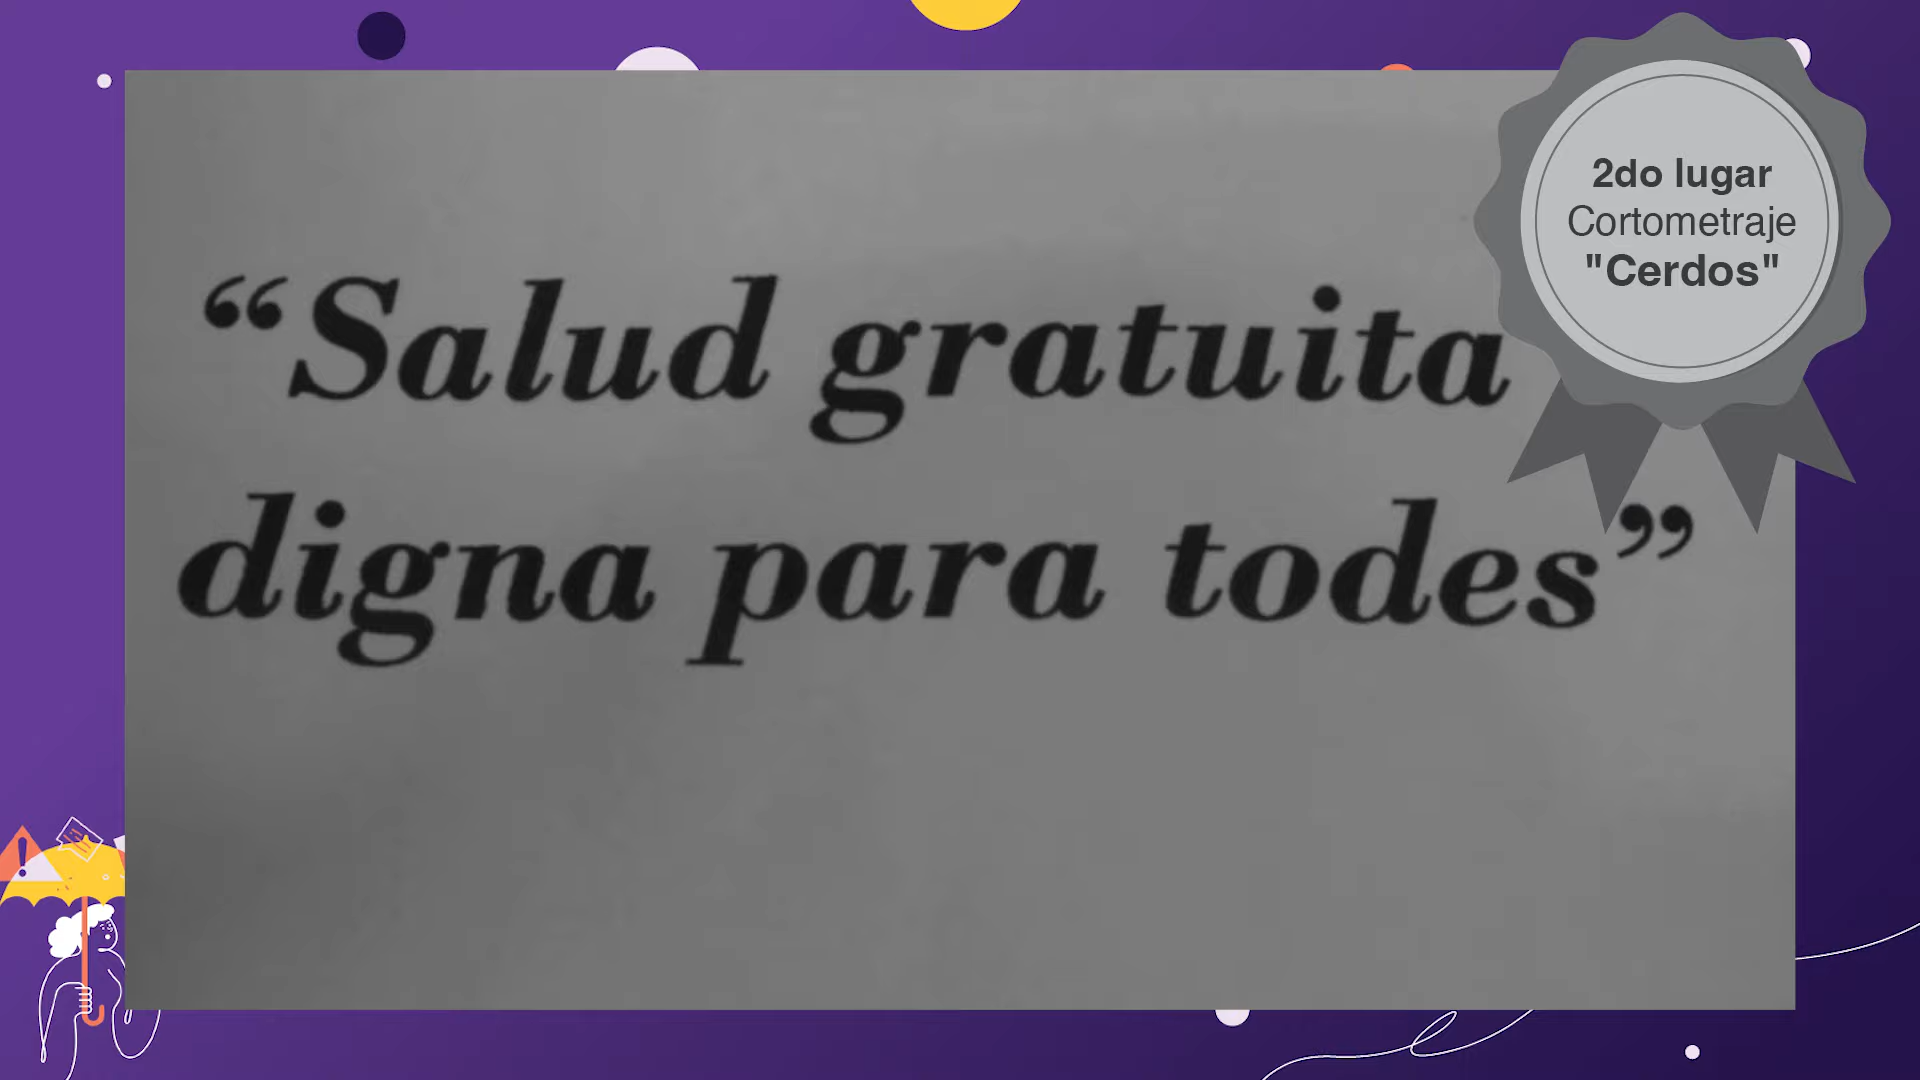 “Salud gratuita
digna para todes”
2do lugar
Cortometraje
"Cerdos"